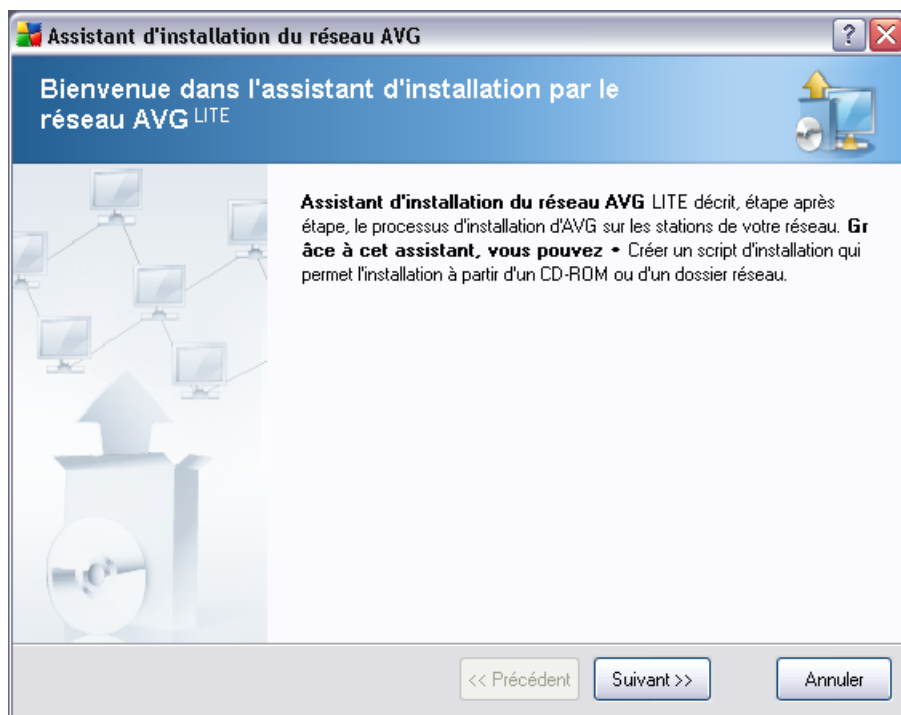 Assistant d'installation du réseau AVG
Bienvenue dans l'assistant d'installation par le
réseau AVG LITE
Assistant d'installation du réseau AVG LITE décrit, étape après
étape, le processus d'installation d'AVG sur les stations de votre réseau. Gr
âce à cet assistant, vous pouvez • Créer un script d'installation qui
permet l'installation à partir d'un CD-ROM ou d'un dossier réseau.
<< Précédent Suivant >> Annuler